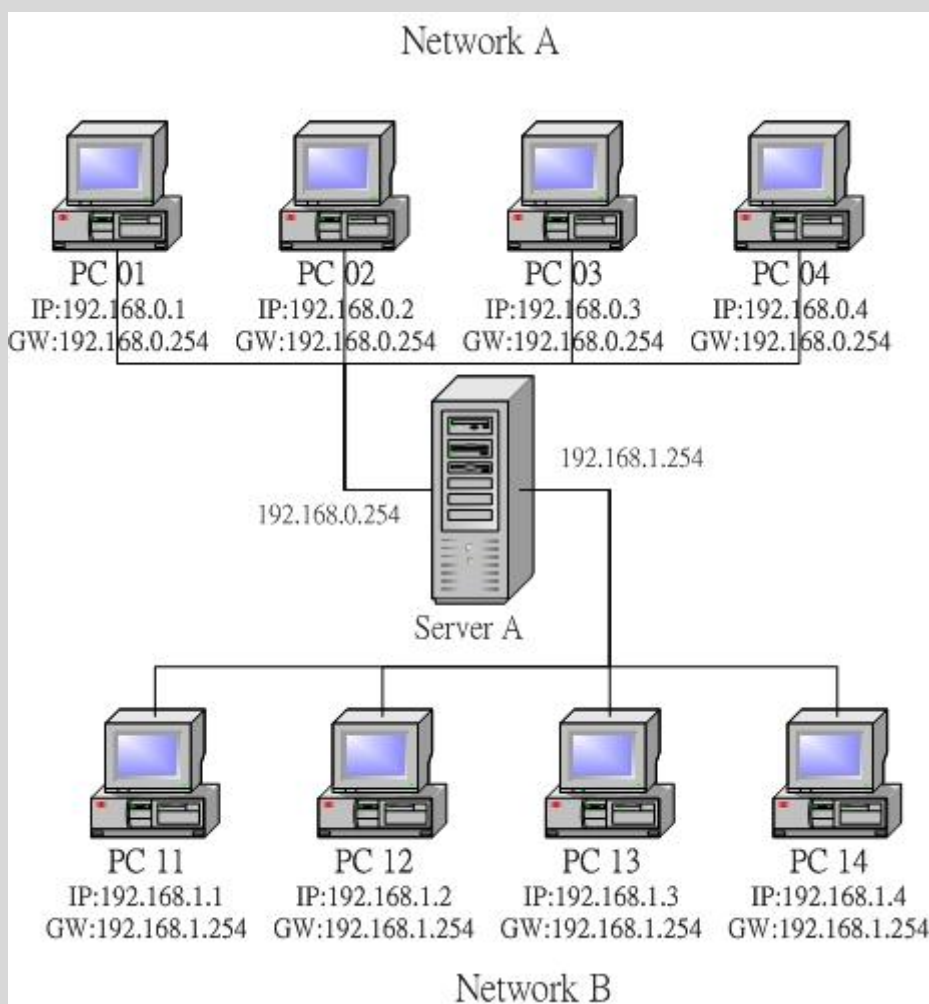 Network A
PC 01
IP:192.168.0.1
GW:192.168.0.254
PC 02
IP:192.168.0.2
GW:192.168.0.254
PC 03
IP:192.168.0.3
GW:192.168.0.254
PC 04
IP:192.168.0.4
GW:192.168.0.254
192.168.1.254
192.168.0.254
Server A
PC 11
IP:192.168.1.1
GW:192.168.1.254
PC 12
IP:192.168.1.2
GW:192.168.1.254
PC 13
IP:192.168.1.3
GW:192.168.1.254
PC 14
IP:192.168.1.4
GW:192.168.1.254
Network B